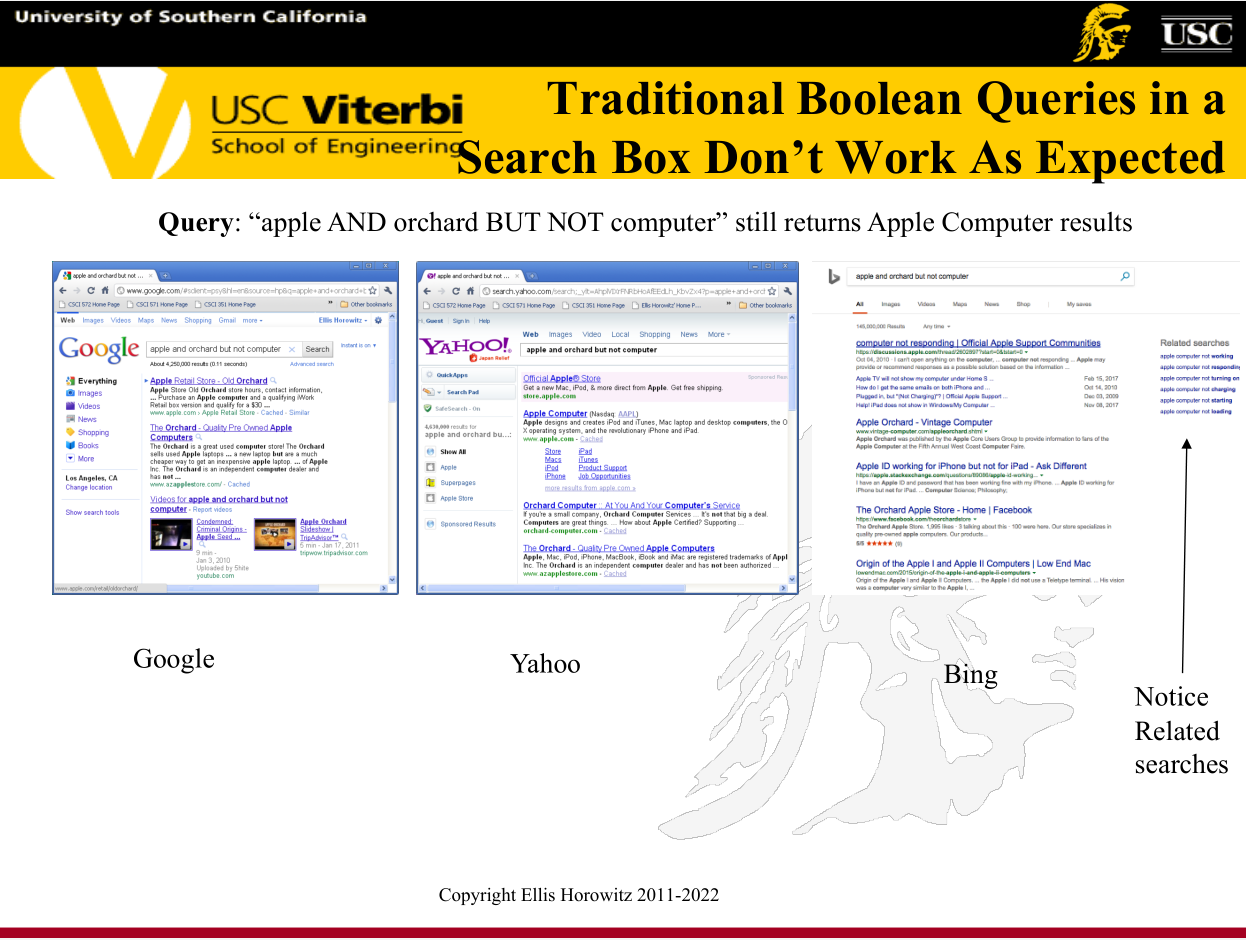 University of Southern California
USC
USC Viterbi
School of Engineering
Traditional Boolean Queries in a
Search Box Don’t Work As Expected
Query: “apple AND orchard BUT NOT computer” still returns Apple Computer results
apple and orchard but not ...
www.google.com/#sclient=psy&hl=en&source=hp&q=apple+and+orchard+b
CSCI 572 Home Page CSCI 571 Home Page CSCI 351 Home Page » Other bookmarks
Web Images Videos Maps News Shopping Gmail more Ellis Horowitz
Google
apple and orchard but not computer × Search
Instant is on
About 4,250,000 results (0.11 seconds) Advanced search
Everything
Images
Videos
News
Shopping
Books
More
Los Angeles, CA
Change location
Show search tools
Apple Retail Store - Old Orchard
Apple Store Old Orchard store hours, contact information,
... Purchase an Apple computer and a qualifying iWork
Retail box version and qualify for a $30 ...
www.apple.com › Apple Retail Store - Cached - Similar
The Orchard - Quality Pre Owned Apple
Computers
The Orchard is a great used computer store! The Orchard
sells used Apple laptops ... a new laptop but are a much
cheaper way to get an inexpensive apple laptop. ... of Apple
Inc. The Orchard is an independent computer dealer and
has not ...
www.azapplestore.com/ - Cached
Videos for apple and orchard but not
computer - Report videos
Condemned:
Criminal Origins -
Apple Seed ...
9 min -
Jan 3, 2010
Uploaded by 5hite
youtube.com
Apple Orchard
Slideshow |
TripAdvisor™
5 min - Jan 17, 2011
tripwow.tripadvisor.com
www.apple.com/retail/oldorchard/
apple and orchard but not ...
CSCI 572 Home Page CSCI 571 Home Page CSCI 351 Home Page Ellis Horowitz' Home P... » Other bookmarks
Guest Sign In Help
Web Images Video Local Shopping News More
YAHOO!
Japan Relief
apple and orchard but not computer
QuickApps
Search Pad
SafeSearch - On
4,630,000 results for
apple and orchard bu...:
Show All
Apple
Superpages
Apple Store
Sponsored Results
Official Apple® Store
Get a new Mac, iPod, & more direct from Apple. Get free shipping.
store.apple.com
Apple Computer (Nasdaq: AAPL)
Apple designs and creates iPod and iTunes, Mac laptop and desktop computers, the O
X operating system, and the revolutionary iPhone and iPad.
www.apple.com - Cached
Store iPad
Macs iTunes
iPod Product Support
iPhone Job Opportunities
more results from apple.com »
Orchard Computer :: At You And Your Computer's Service
If you're a small company, Orchard Computer Services ... It's not that big a deal.
Computers are great things. ... How about Apple Certified? Supporting ...
orchard-computer.com - Cached
The Orchard - Quality Pre Owned Apple Computers
Apple, Mac, iPod, iPhone, MacBook, iBook and iMac are registered trademarks of Appl
Inc. The Orchard is an independent computer dealer and has not been authorized ...
www.azapplestore.com - Cached
apple and orchard but not computer
All Images Videos Maps News Shop | My saves
145,000,000 Results Any time
computer not responding | Official Apple Support Communities
https://discussions.apple.com/thread/2602897?start=0&start=0
Oct 04, 2010 · I can't open anything on the computer, ... computer not responding ... Apple may
provide or recommend responses as a possible solution based on the information ...
Apple TV will not show my computer under Home S ... Feb 15, 2017
How do I get the same emails on both iPhone and ... Oct 14, 2015
Plugged in, but "(Not Charging)"? | Official Apple Support ... Dec 03, 2009
Help! iPad does not show in Windows/My Computer ... Nov 08, 2017
Apple Orchard - Vintage Computer
www.vintage-computer.com/appleorchard.shtml
Apple Orchard was published by the Apple Core Users Group to provide information to fans of the
Apple Computer at the Fifth Annual West Coast Computer Faire.
Apple ID working for iPhone but not for iPad - Ask Different
https://apple.stackexchange.com/questions/89086/apple-id-working...
I have an Apple ID and password that has been working fine with my iPhone. ... Apple ID working for
iPhone but not for iPad. ... Computer Science; Philosophy;
The Orchard Apple Store - Home | Facebook
https://www.facebook.com/theorchardstore
The Orchard Apple Store. 1,995 likes · 3 talking about this · 100 were here. Our store specializes in
quality pre-owned apple computers. Our products...
5/5 ★★★★★ (9)
Origin of the Apple I and Apple II Computers | Low End Mac
lowendmac.com/2015/origin-of-the-apple-i-and-apple-ii-computers
Origin of the Apple I and Apple II Computers, ... the Apple I did not use a Teletype terminal. ... His vision
was a computer very similar to the Apple I, ...
Related searches
apple computer not working
apple computer not responding
apple computer not turning on
apple computer not charging
apple computer not starting
apple computer not loading
Google
Yahoo
Bing
Notice
Related
searches
Copyright Ellis Horowitz 2011-2022